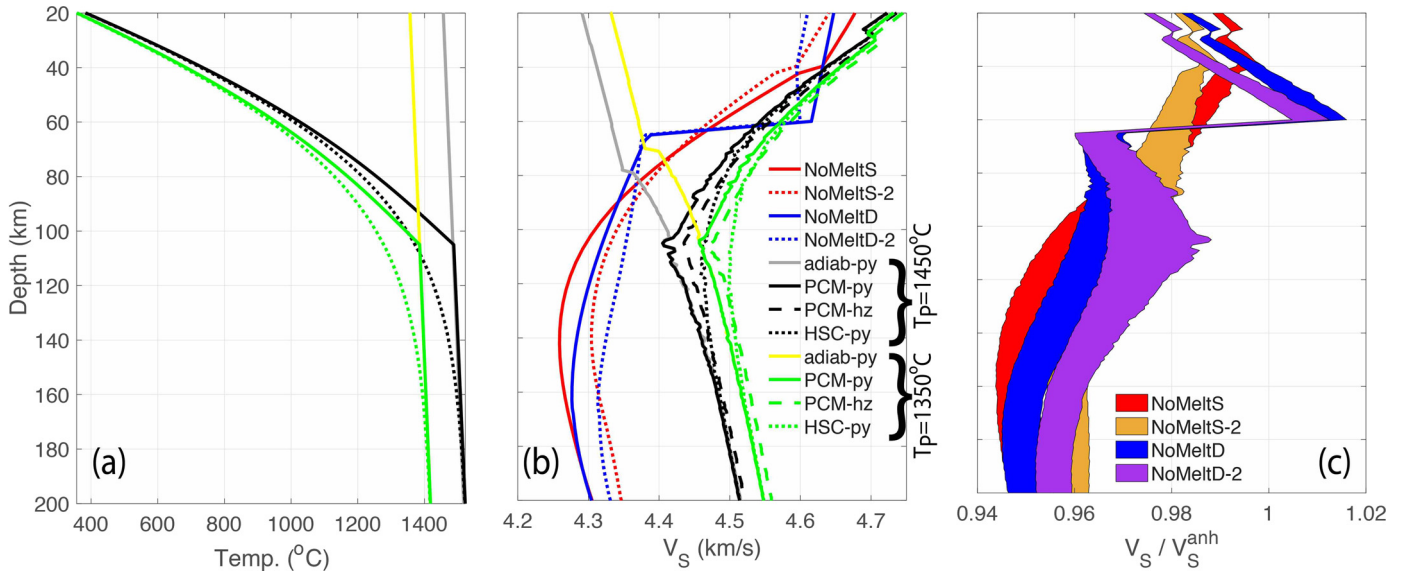 20
40
60
80
100
120
140
160
180
200
Depth (km)
400 600 800 1000 1200 1400
Temp. (°C)
(a)
NoMeltS
NoMeltS-2
NoMeltD
NoMeltD-2
adiab-py
PCM-py
PCM-hz
HSC-py
Tp=1450°C
adiab-py
PCM-py
PCM-hz
HSC-py
Tp=1350°C
(b)
4.2 4.3 4.4 4.5 4.6 4.7
V_S (km/s)
NoMeltS
NoMeltS-2
NoMeltD
NoMeltD-2
(c)
0.94 0.96 0.98 1 1.02
V_S / V_S^anh